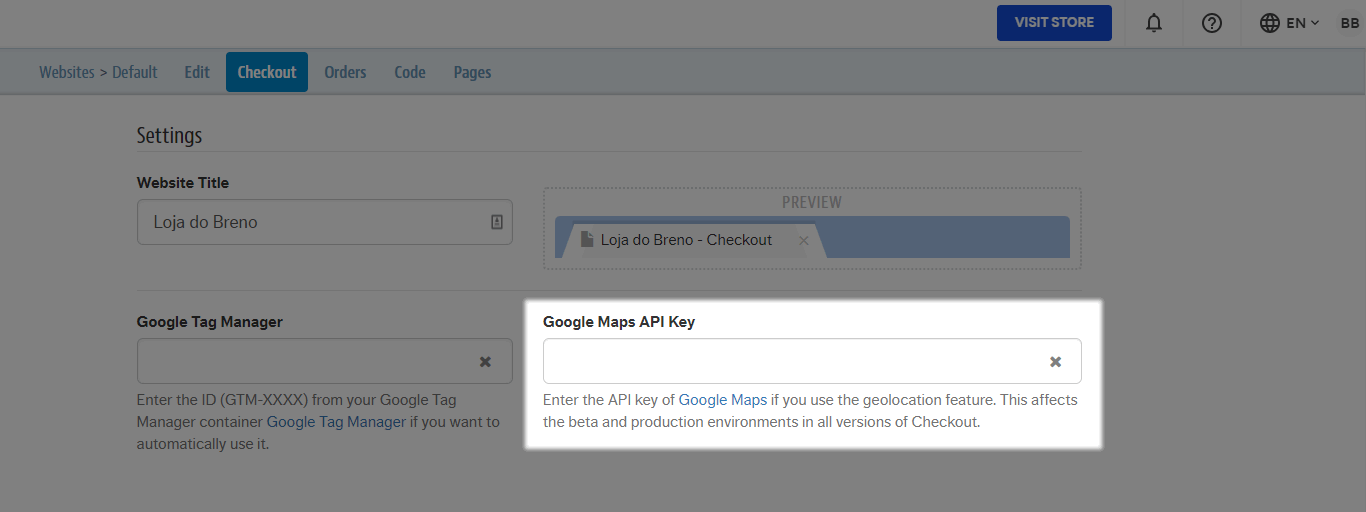 VISIT STORE EN BB
Websites > Default Edit Checkout Orders Code Pages
Settings
Website Title
Loja do Breno
PREVIEW
Loja do Breno - Checkout
Google Tag Manager
Enter the ID (GTM-XXXX) from your Google Tag
Manager container Google Tag Manager if you want to
automatically use it.
Google Maps API Key
Enter the API key of Google Maps if you use the geolocation feature. This affects
the beta and production environments in all versions of Checkout.